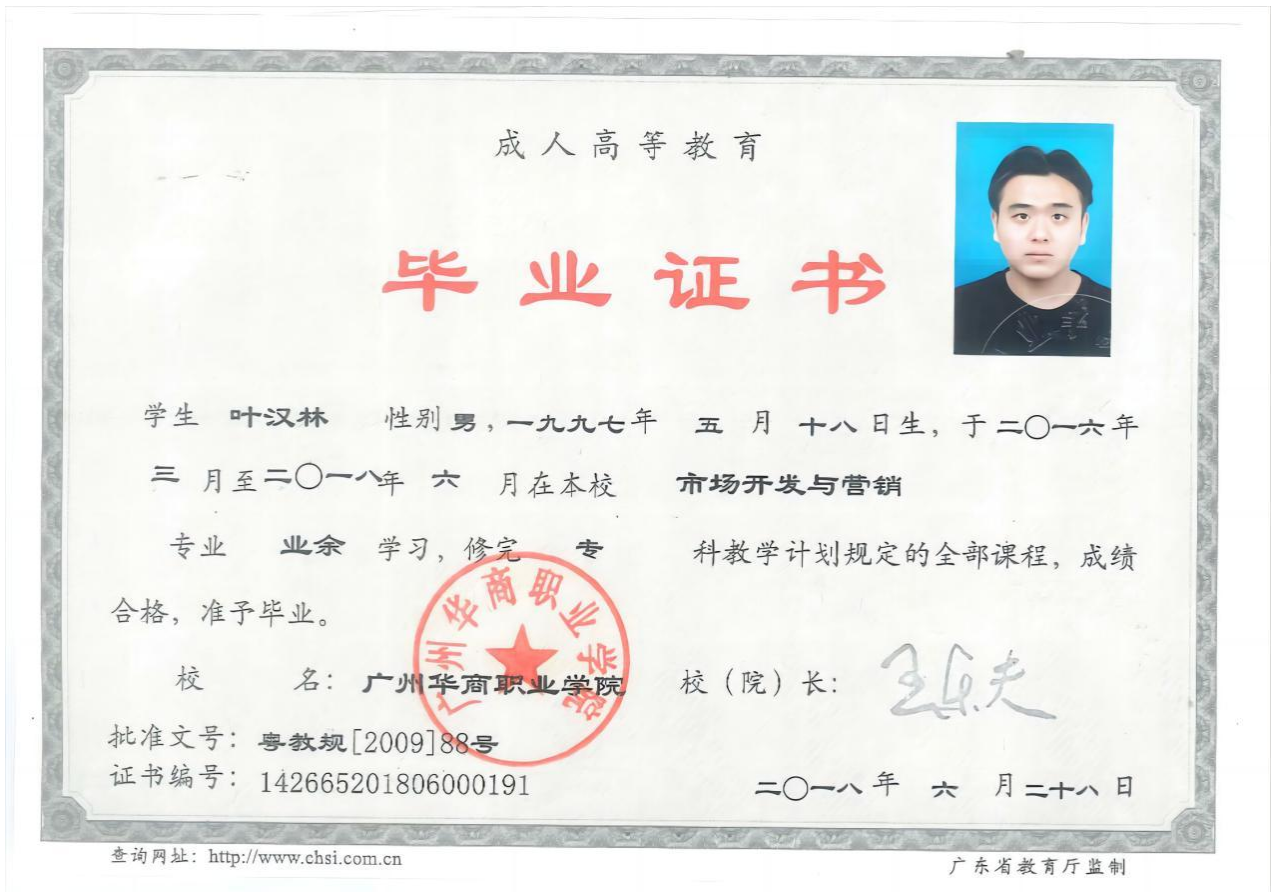 成人高等教育
毕业证书
学生 叶汉林 性别男，一九九七年 五 月 十八日生，于二〇一六年
三 月至二〇一八年 六 月在本校 市场开发与营销
专业 业余 学习，修完 专 科教学计划规定的全部课程，成绩
合格，准予毕业。
广州华商职业学院
校 名：广州华商职业学院 校（院）长：王乐夫
批准文号：粤教规[2009]88号
证书编号：142665201806000191
二〇一八年 六 月二十八日
查询网址：http://www.chsi.com.cn
广东省教育厅监制